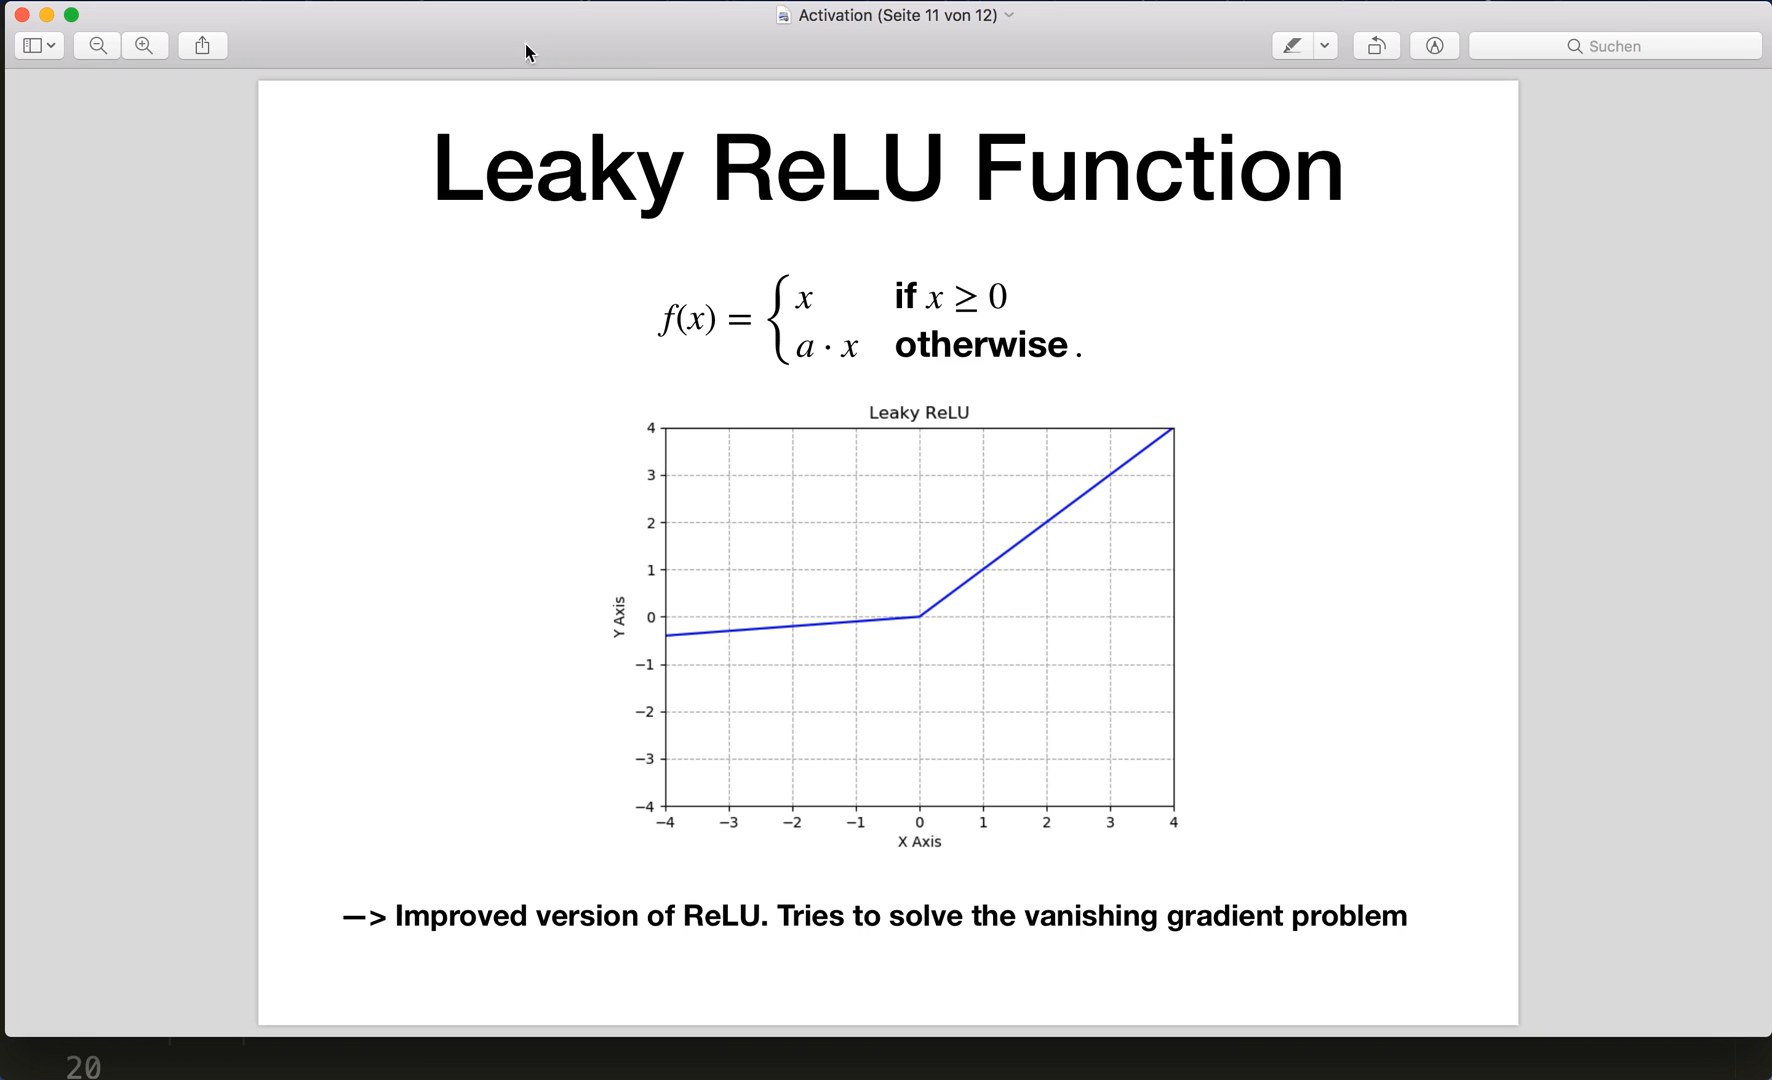 Activation (Seite 11 von 12)
Suchen
Leaky ReLU Function
f(x) = { x if x ≥ 0
a · x otherwise .
Leaky ReLU
4
3
2
1
0
−1
−2
−3
−4
Y Axis
−4 −3 −2 −1 0 1 2 3 4
X Axis
—> Improved version of ReLU. Tries to solve the vanishing gradient problem
20